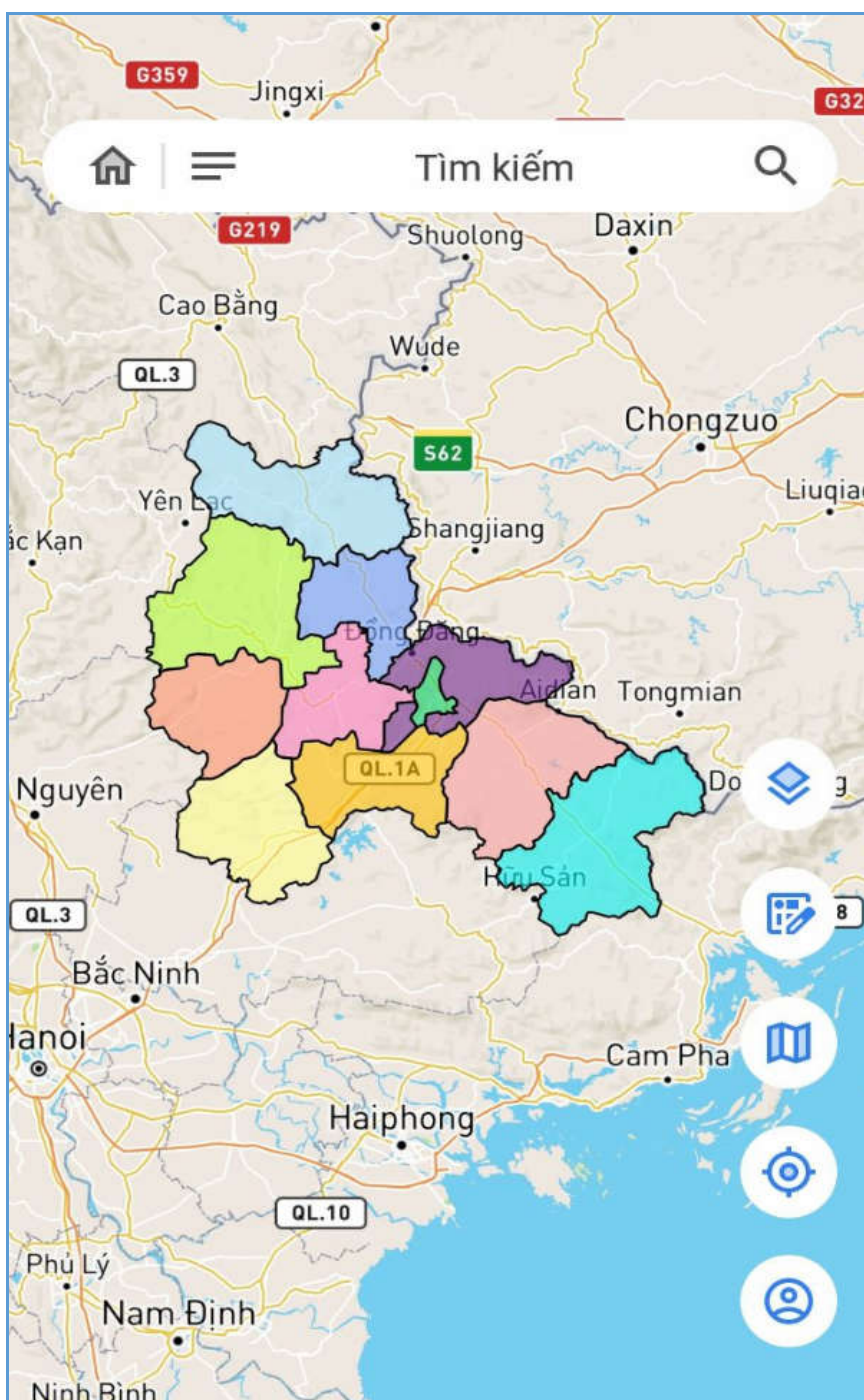 G359
Jingxi
G32
Tìm kiếm
G219
Shuolong
Daxin
Cao Bằng
Wude
QL.3
Chongzuo
S62
Liuqia
Yên Lạc
Shangjiang
ắc Kạn
Đồng Đăng
Aidian
Tongmian
QL.1A
Nguyên
Do
g
Hữu Sản
QL.3
8
Bắc Ninh
Hanoi
Cam Pha
Haiphong
QL.10
Phủ Lý
Nam Định
Ninh Bình